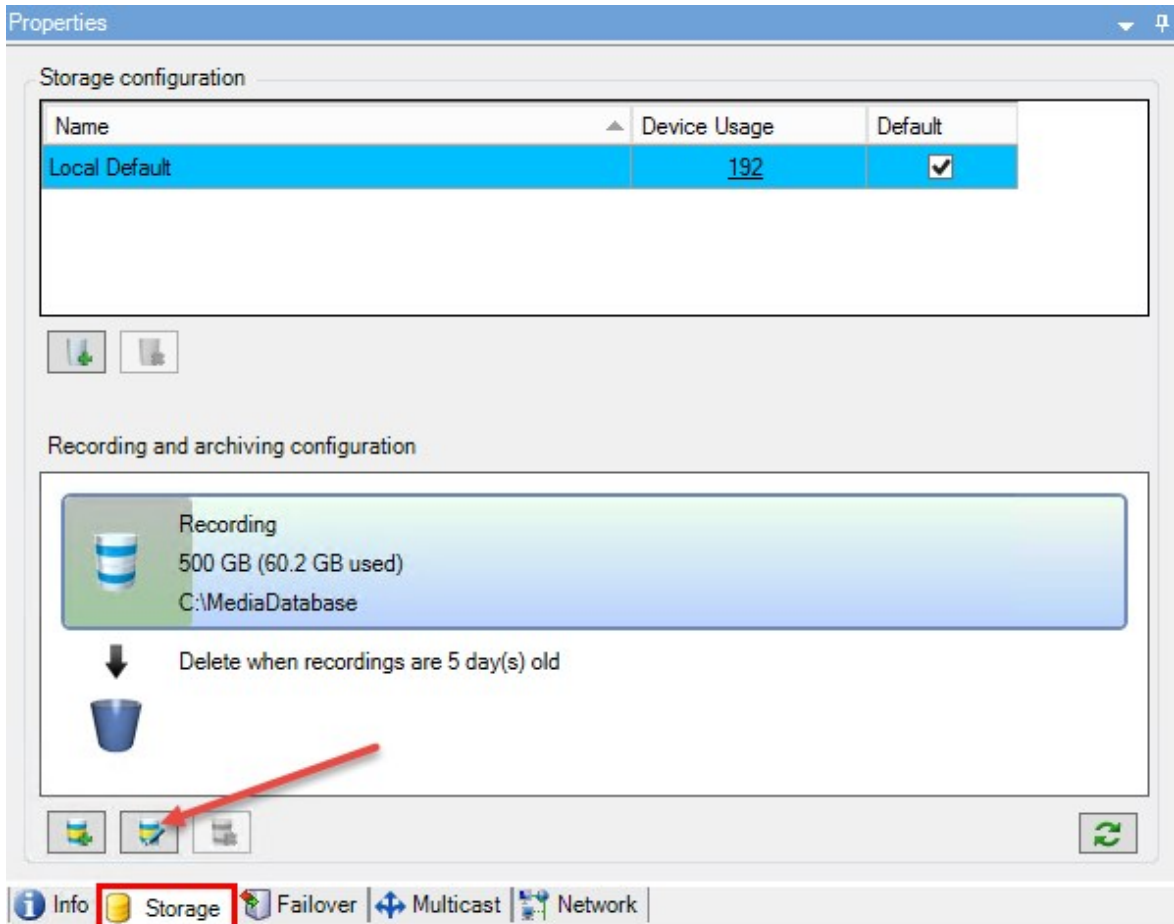 Properties
Storage configuration
Name Device Usage Default
Local Default 192
Recording and archiving configuration
Recording
500 GB (60.2 GB used)
C:\MediaDatabase
Delete when recordings are 5 day(s) old
Info Storage Failover Multicast Network